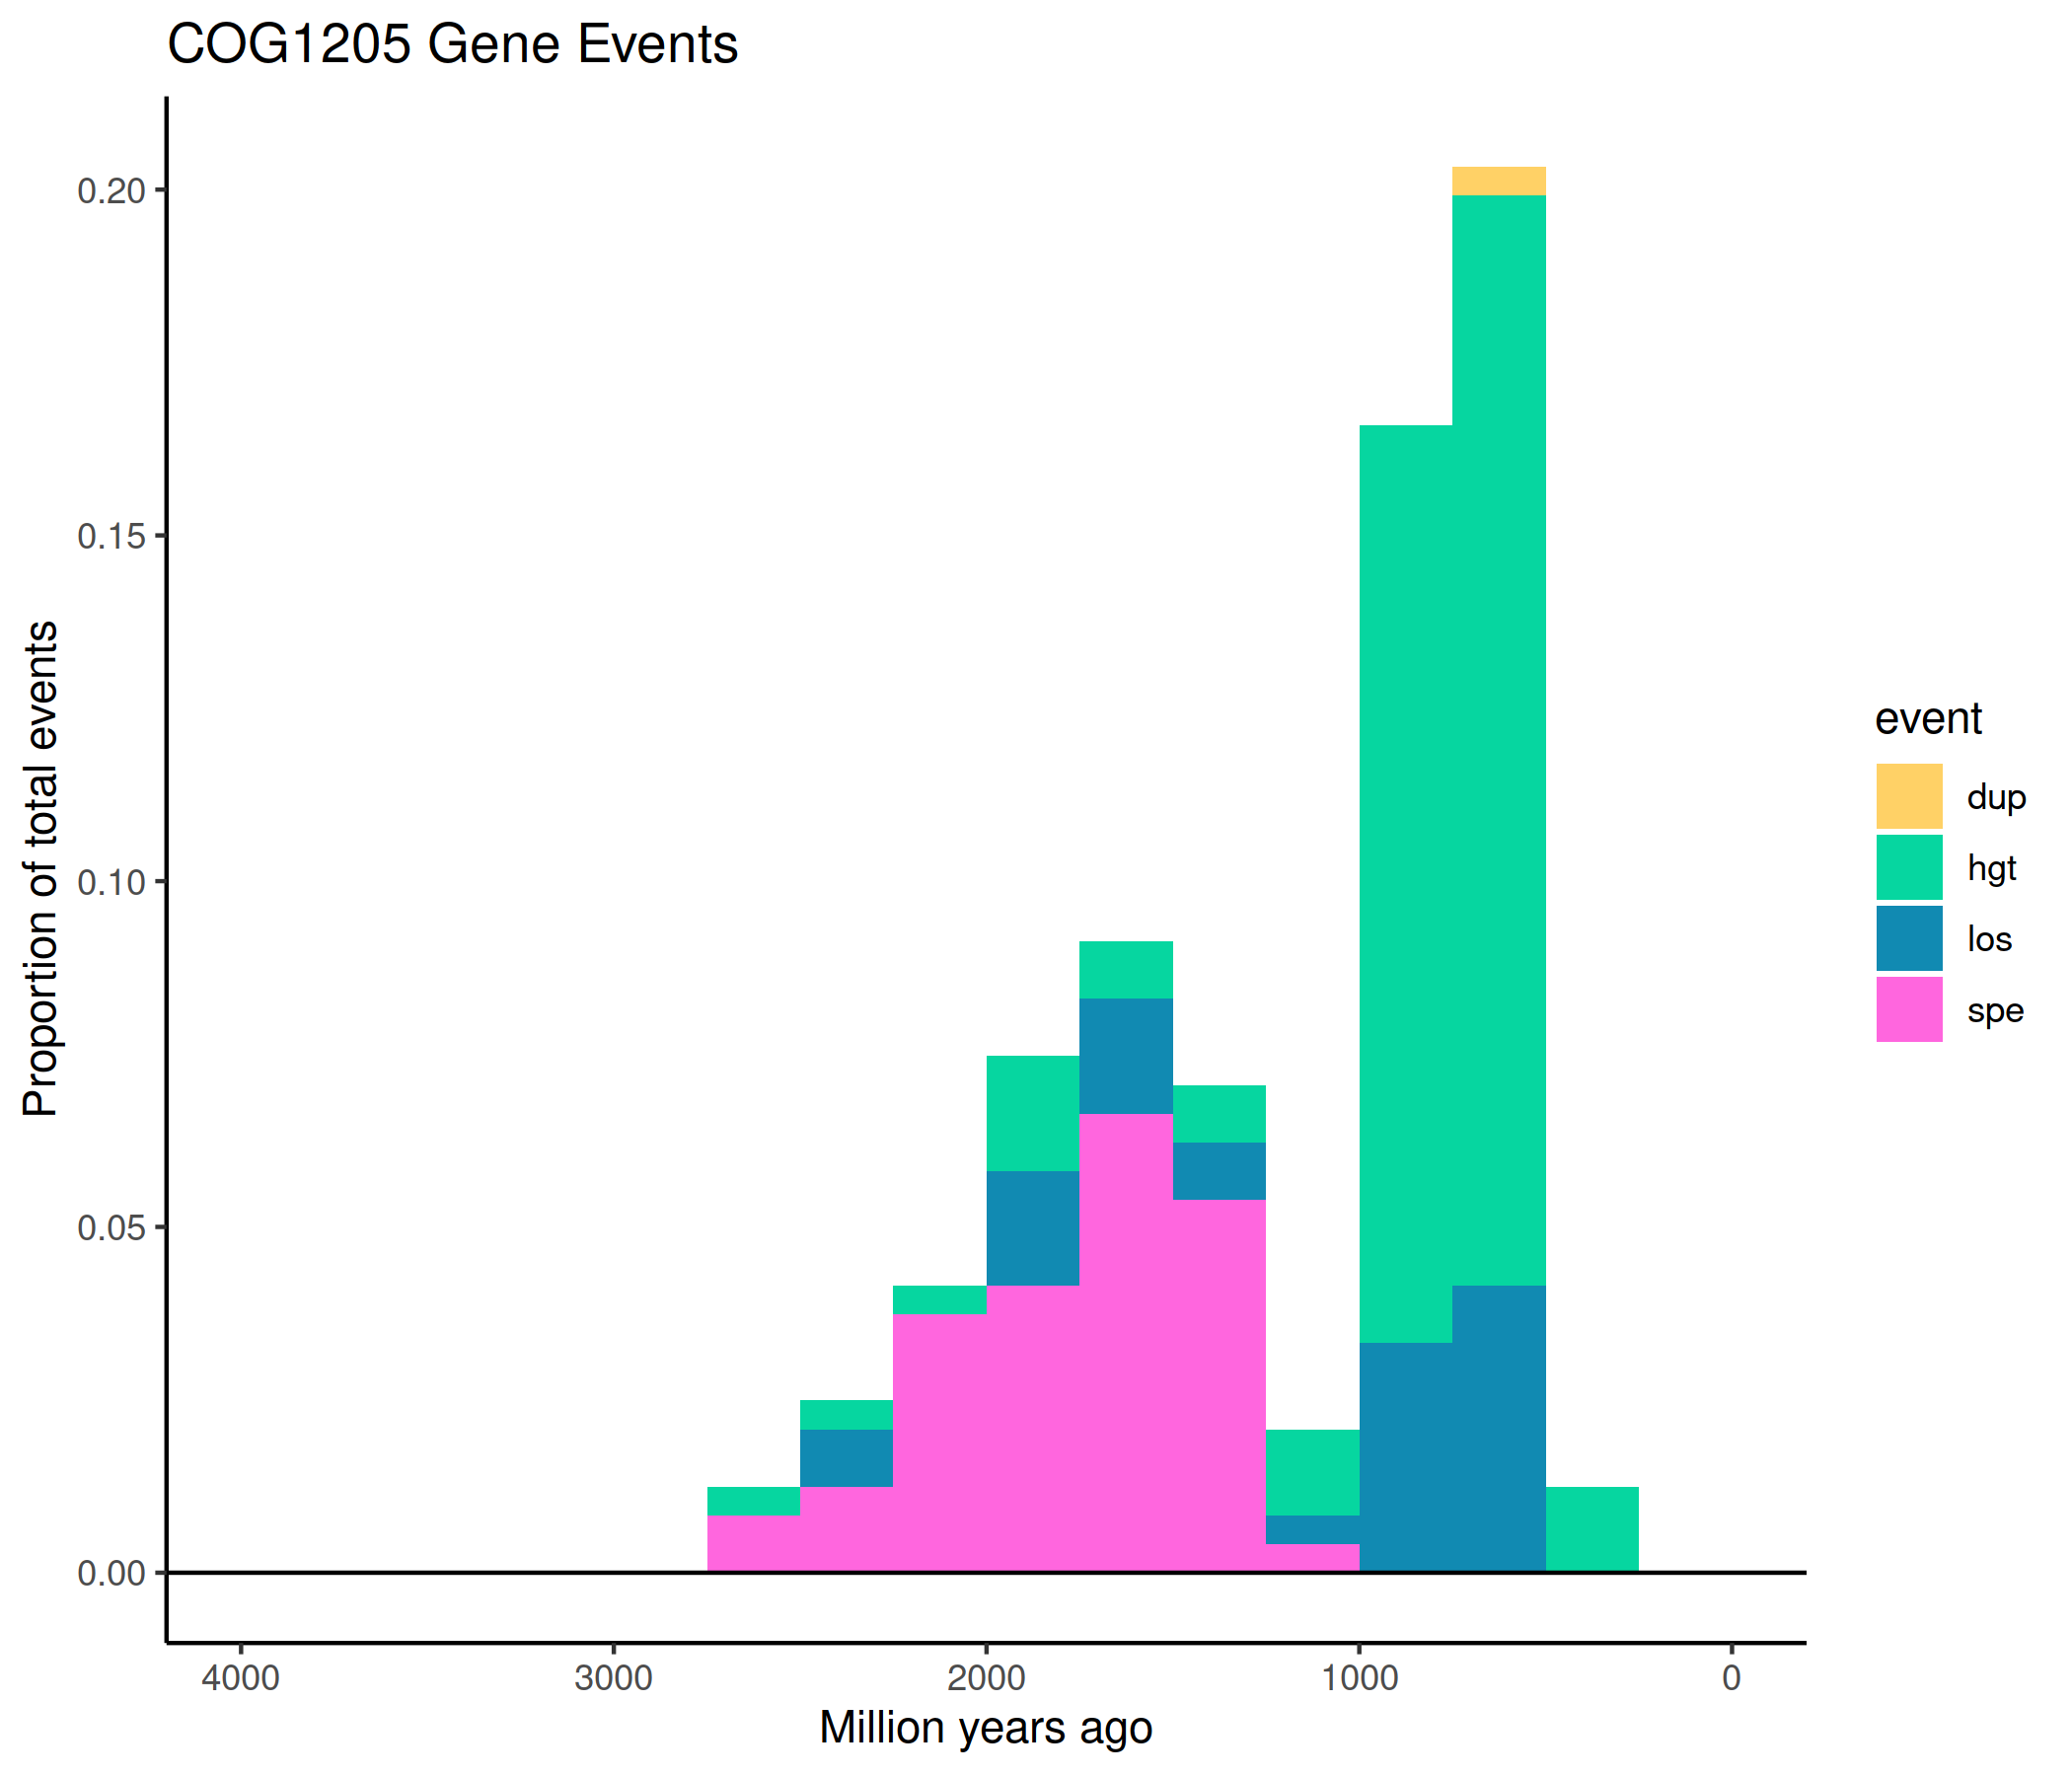 COG1205 Gene Events
Proportion of total events
0.20
0.15
0.10
0.05
0.00
4000 3000 2000 1000 0
Million years ago
event
dup
hgt
los
spe